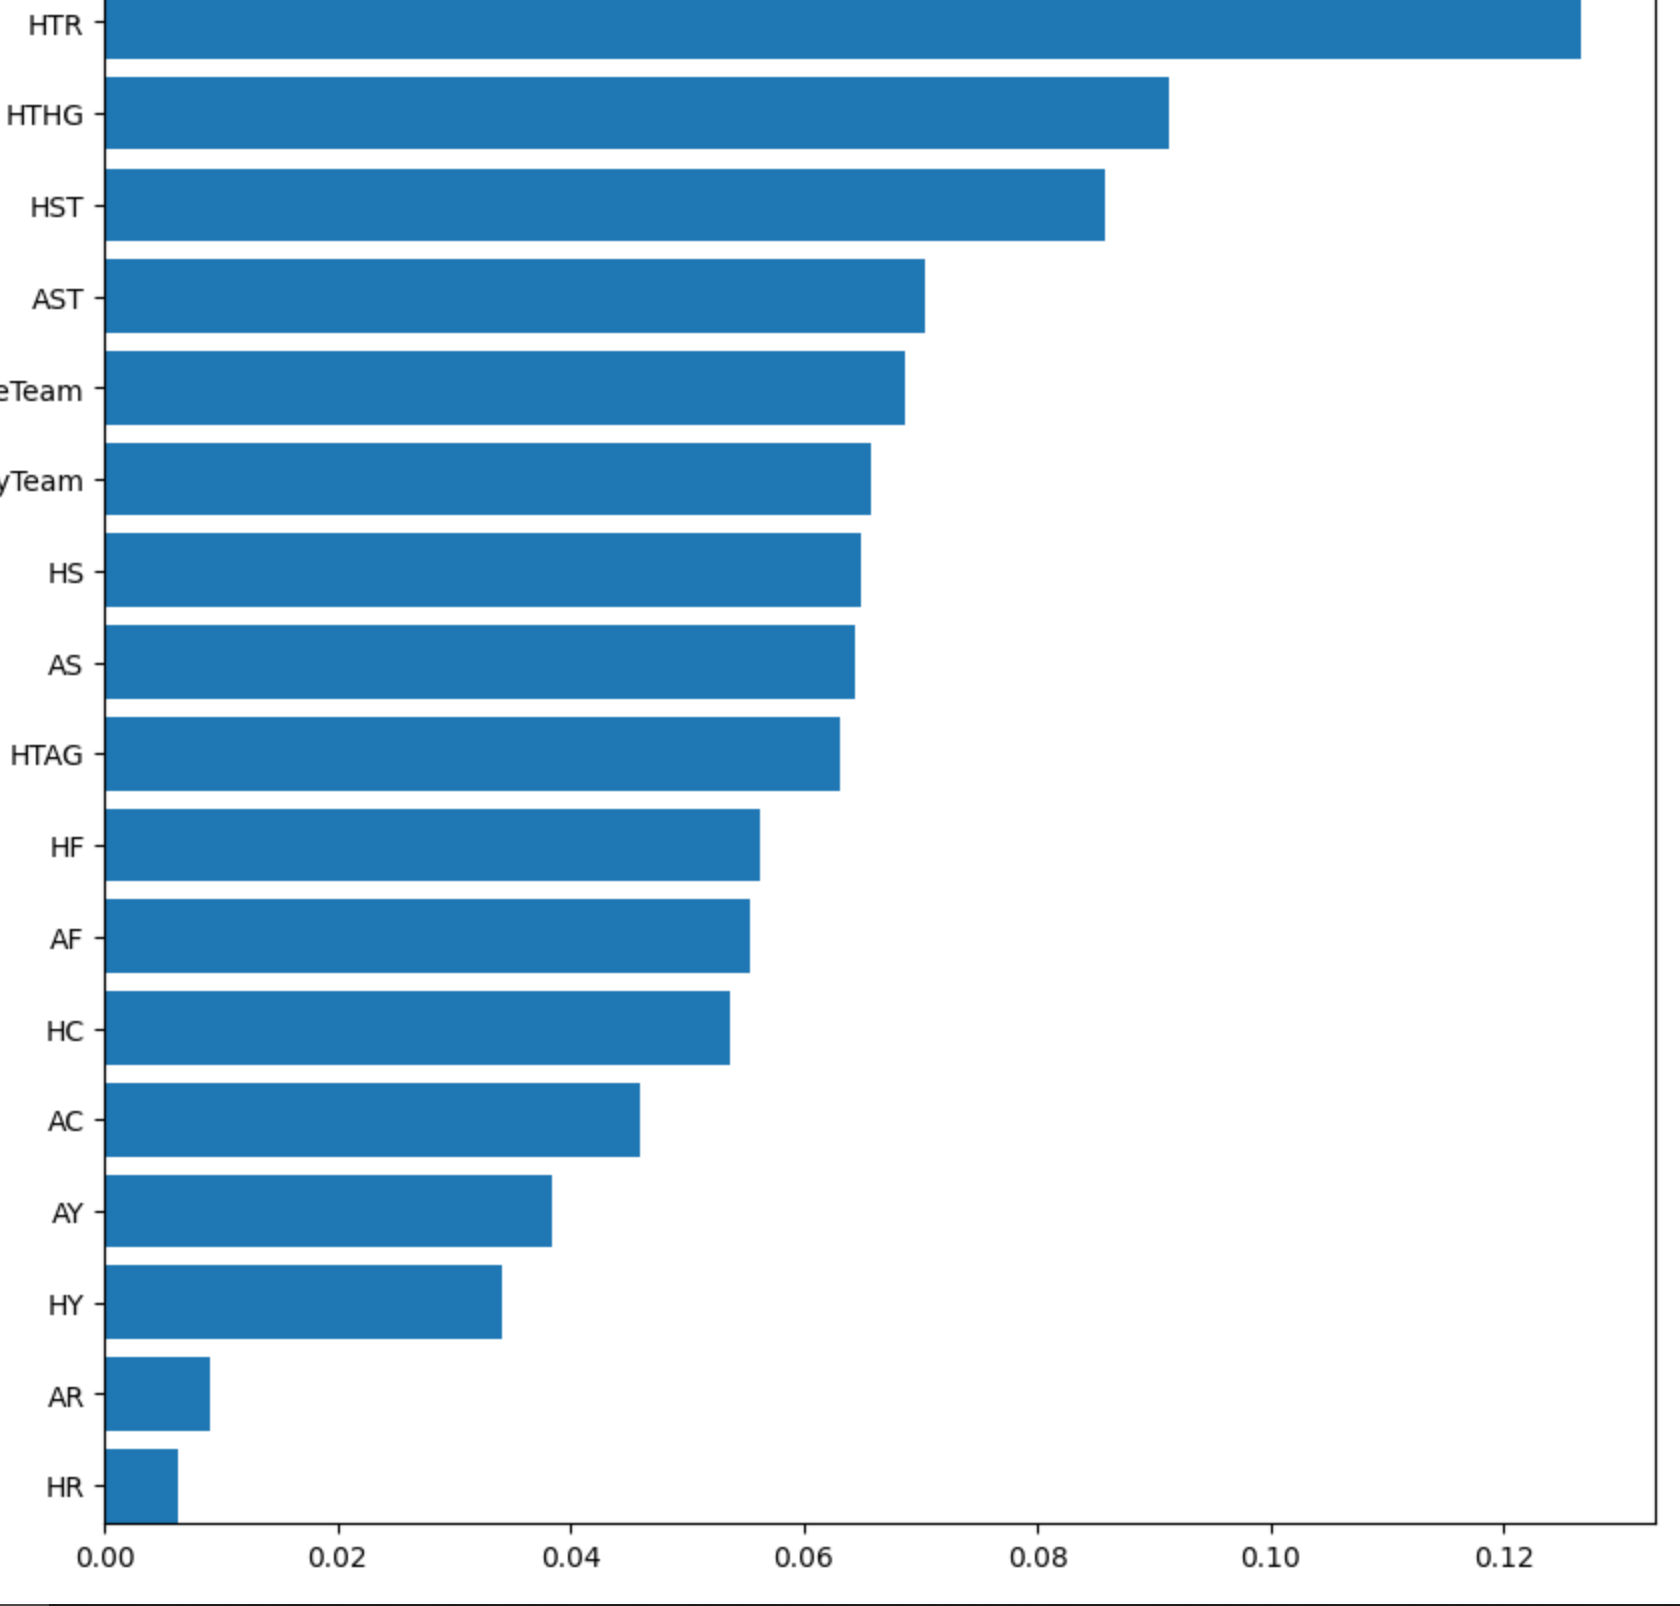 HTR
HTHG
HST
AST
eTeam
yTeam
HS
AS
HTAG
HF
AF
HC
AC
AY
HY
AR
HR
0.00 0.02 0.04 0.06 0.08 0.10 0.12